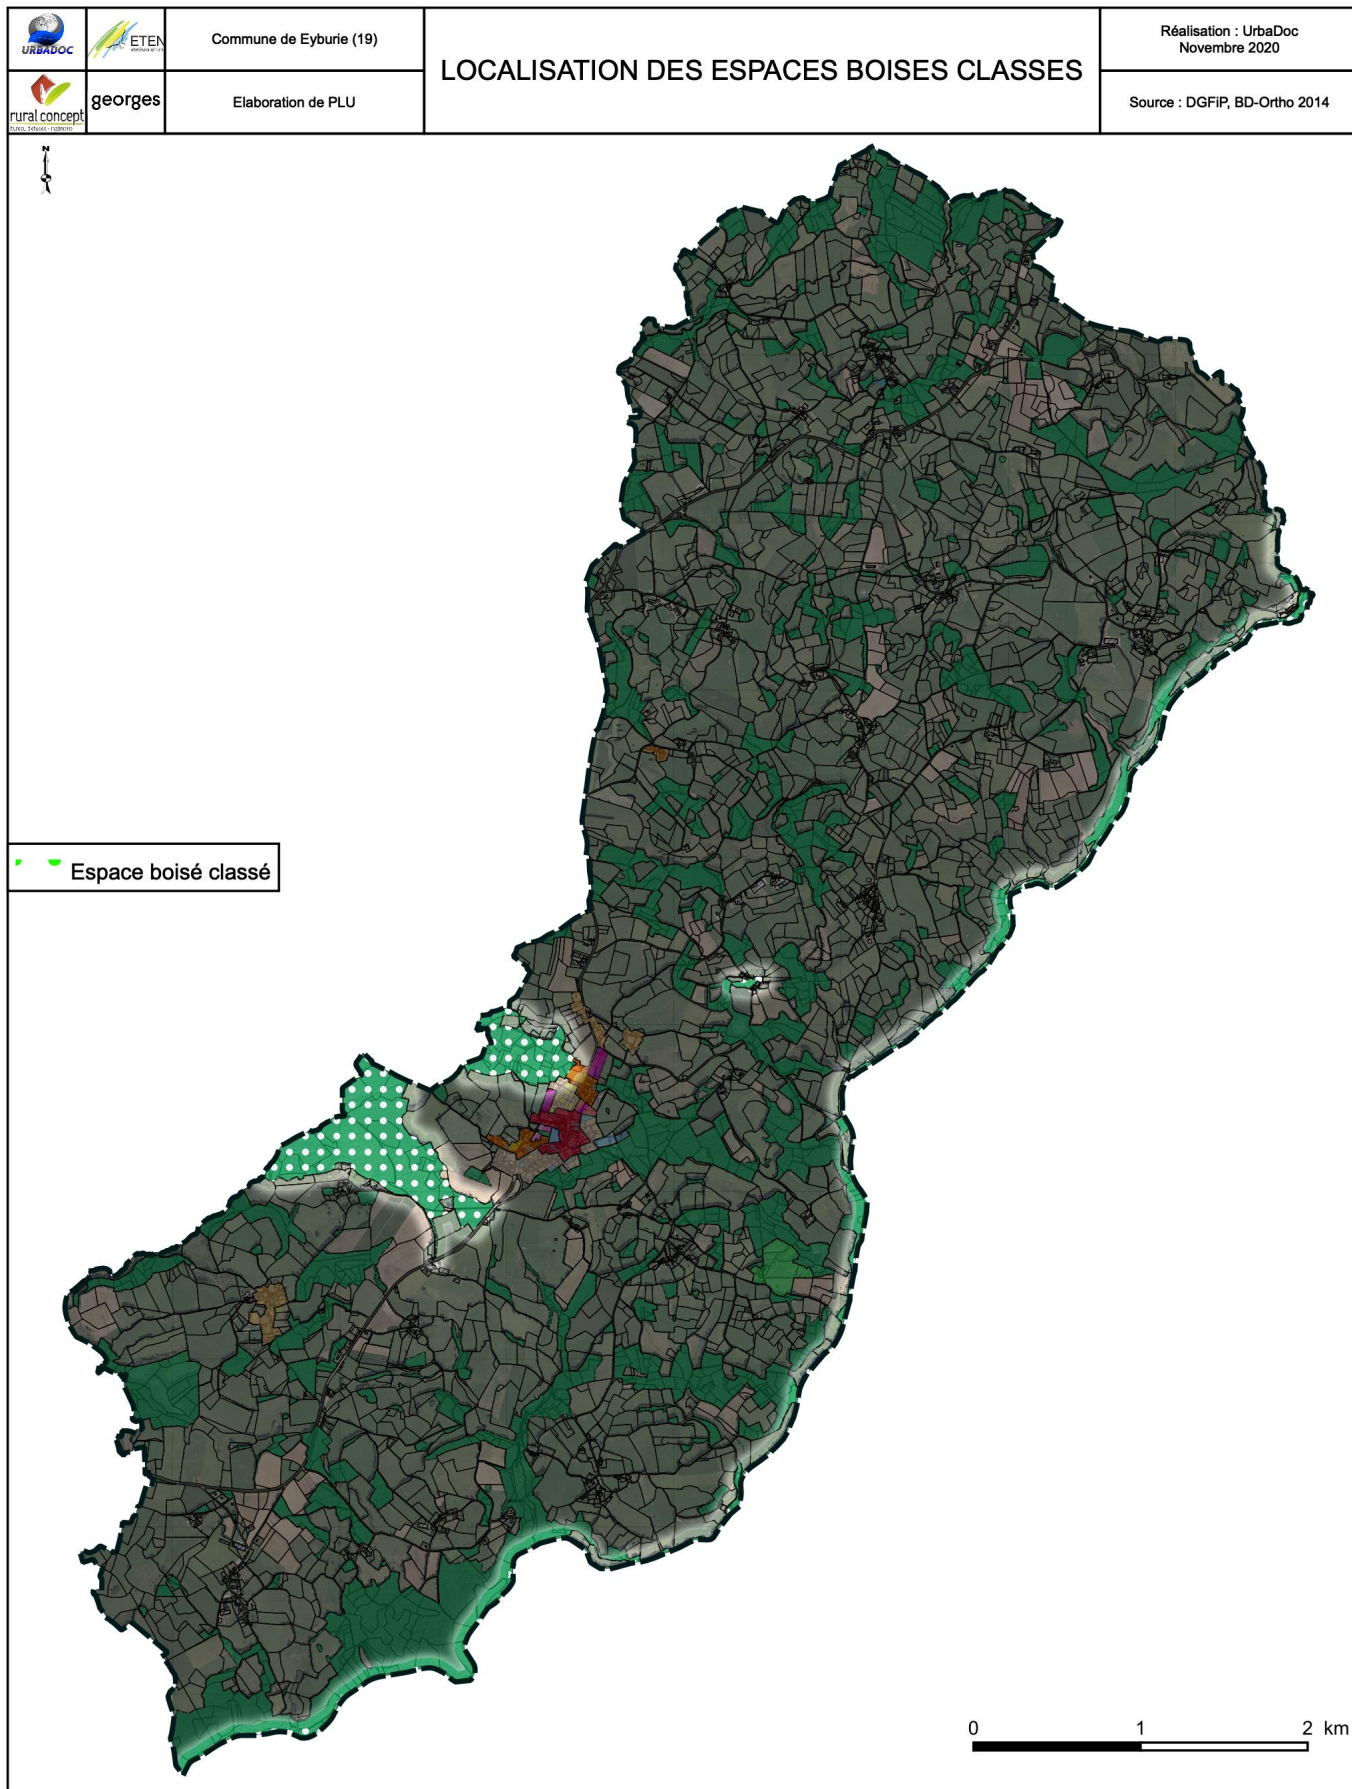 URBADOC
ETEN
Commune de Eyburie (19)
LOCALISATION DES ESPACES BOISES CLASSES
Réalisation : UrbaDoc
Novembre 2020
rural concept
georges
Elaboration de PLU
Source : DGFiP, BD-Ortho 2014
N
Espace boisé classé
0 1 2 km